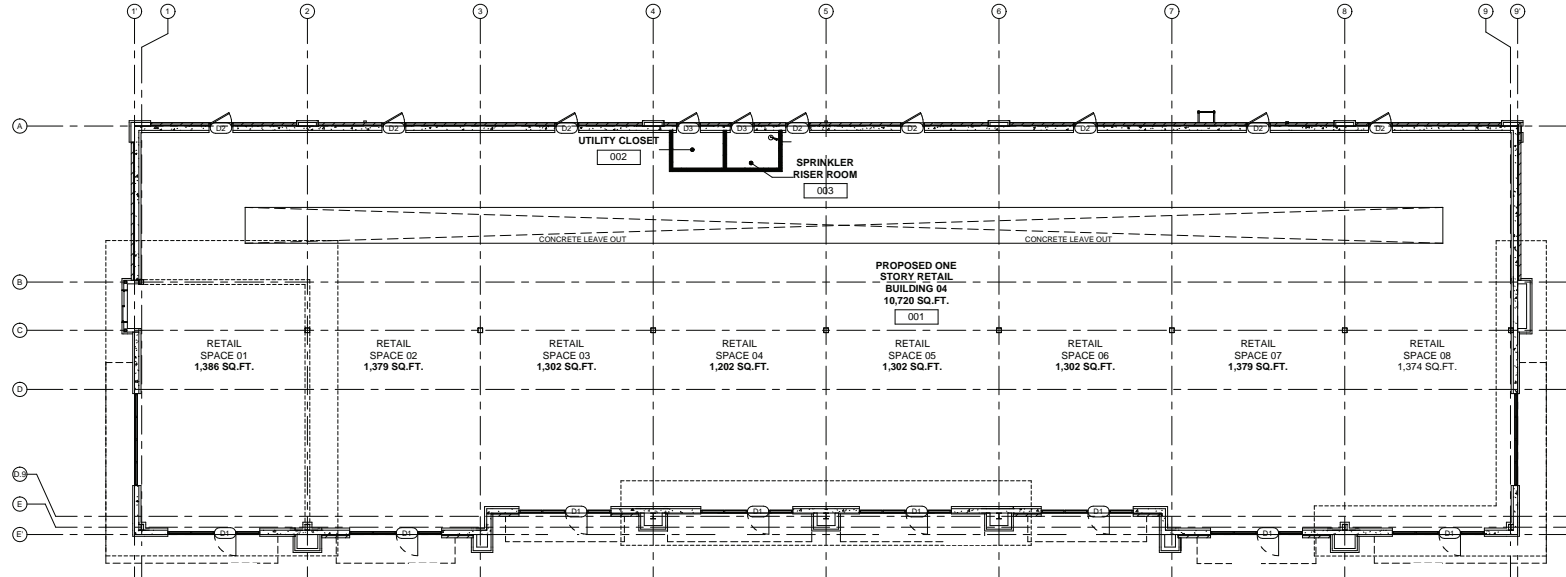 1' 1 2 3 4 5 6 7 8 9 9'
A
D2 D2 D2 D3 D3 D2 D2 D2 D2 D2
UTILITY CLOSET
002
SPRINKLER
RISER ROOM
003
CONCRETE LEAVE OUT CONCRETE LEAVE OUT
PROPOSED ONE
STORY RETAIL
BUILDING 04
10,720 SQ.FT.
001
B
C
RETAIL
SPACE 01
1,386 SQ.FT.
RETAIL
SPACE 02
1,379 SQ.FT.
RETAIL
SPACE 03
1,302 SQ.FT.
RETAIL
SPACE 04
1,202 SQ.FT.
RETAIL
SPACE 05
1,302 SQ.FT.
RETAIL
SPACE 06
1,302 SQ.FT.
RETAIL
SPACE 07
1,379 SQ.FT.
RETAIL
SPACE 08
1,374 SQ.FT.
D
D.9
E
E'
D1 D1 D1 D1 D1 D1 D1 D1